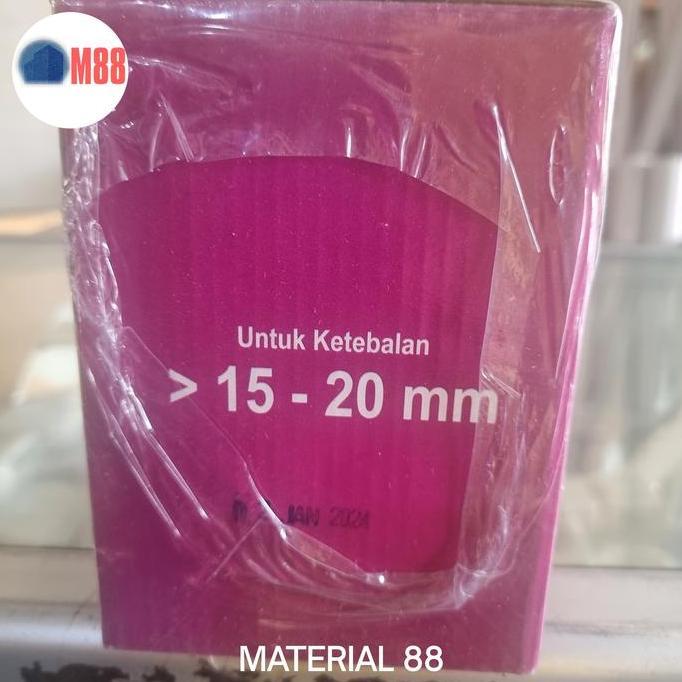 M88
Untuk Ketebalan
> 15 - 20 mm
JAN 2024
MATERIAL 88